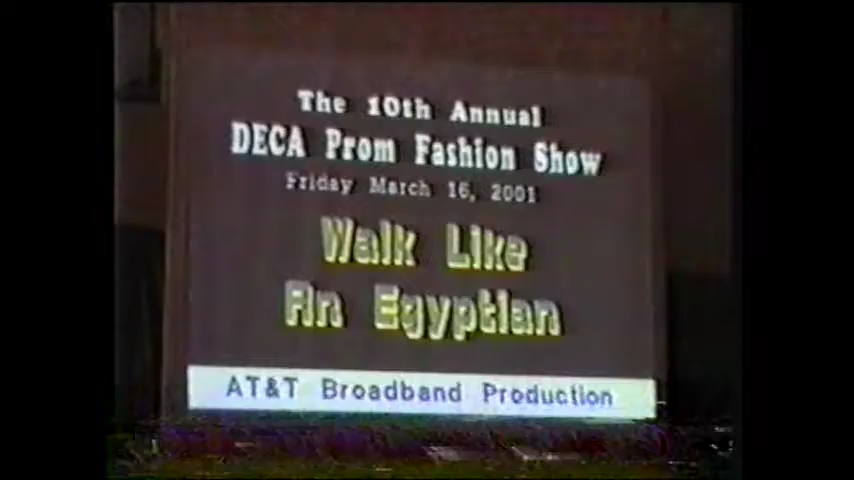 The 10th Annual
DECA Prom Fashion Show
Friday March 16, 2001
Walk Like
An Egyptian
AT&T Broadband Production